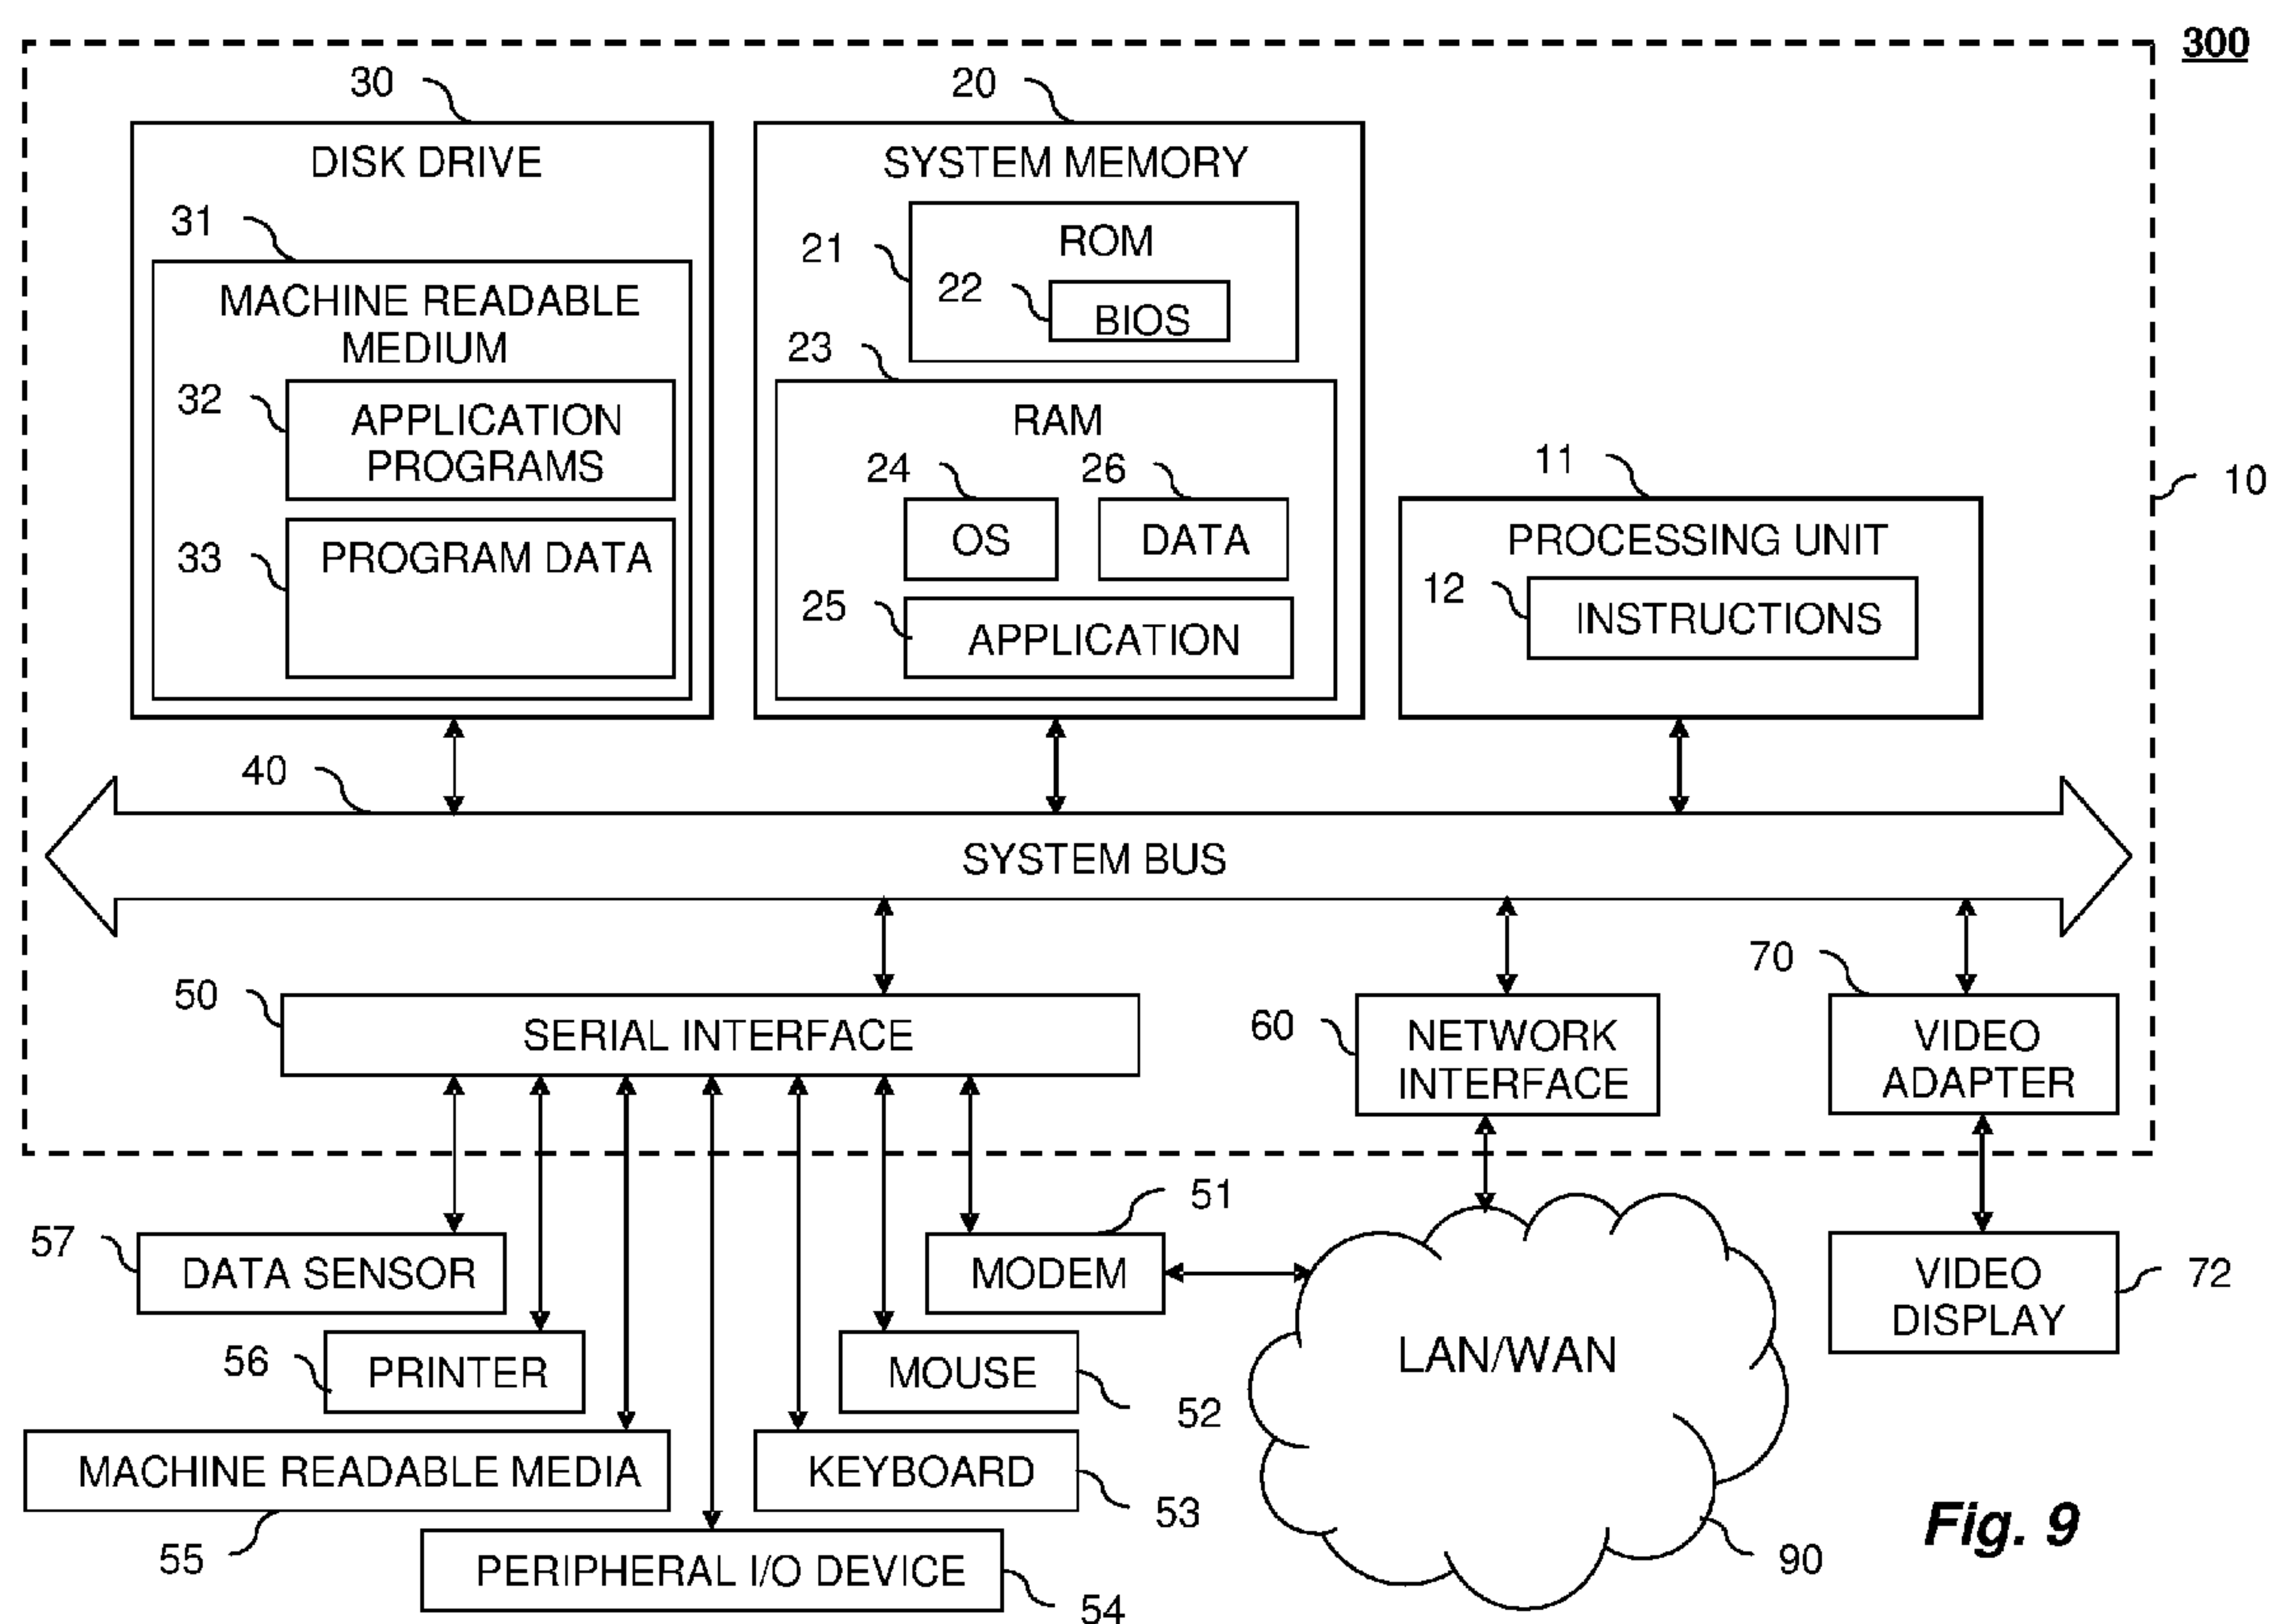 300
30
20
DISK DRIVE
SYSTEM MEMORY
31
21
ROM
22
BIOS
MACHINE READABLE
MEDIUM
23
32
APPLICATION
PROGRAMS
RAM
24
26
11
10
33
PROGRAM DATA
OS
DATA
PROCESSING UNIT
12
INSTRUCTIONS
25
APPLICATION
40
SYSTEM BUS
50
SERIAL INTERFACE
60
NETWORK
INTERFACE
70
VIDEO
ADAPTER
51
57
DATA SENSOR
MODEM
VIDEO
DISPLAY
72
56
PRINTER
MOUSE
52
LAN/WAN
MACHINE READABLE MEDIA
KEYBOARD
53
55
PERIPHERAL I/O DEVICE
54
90
Fig. 9